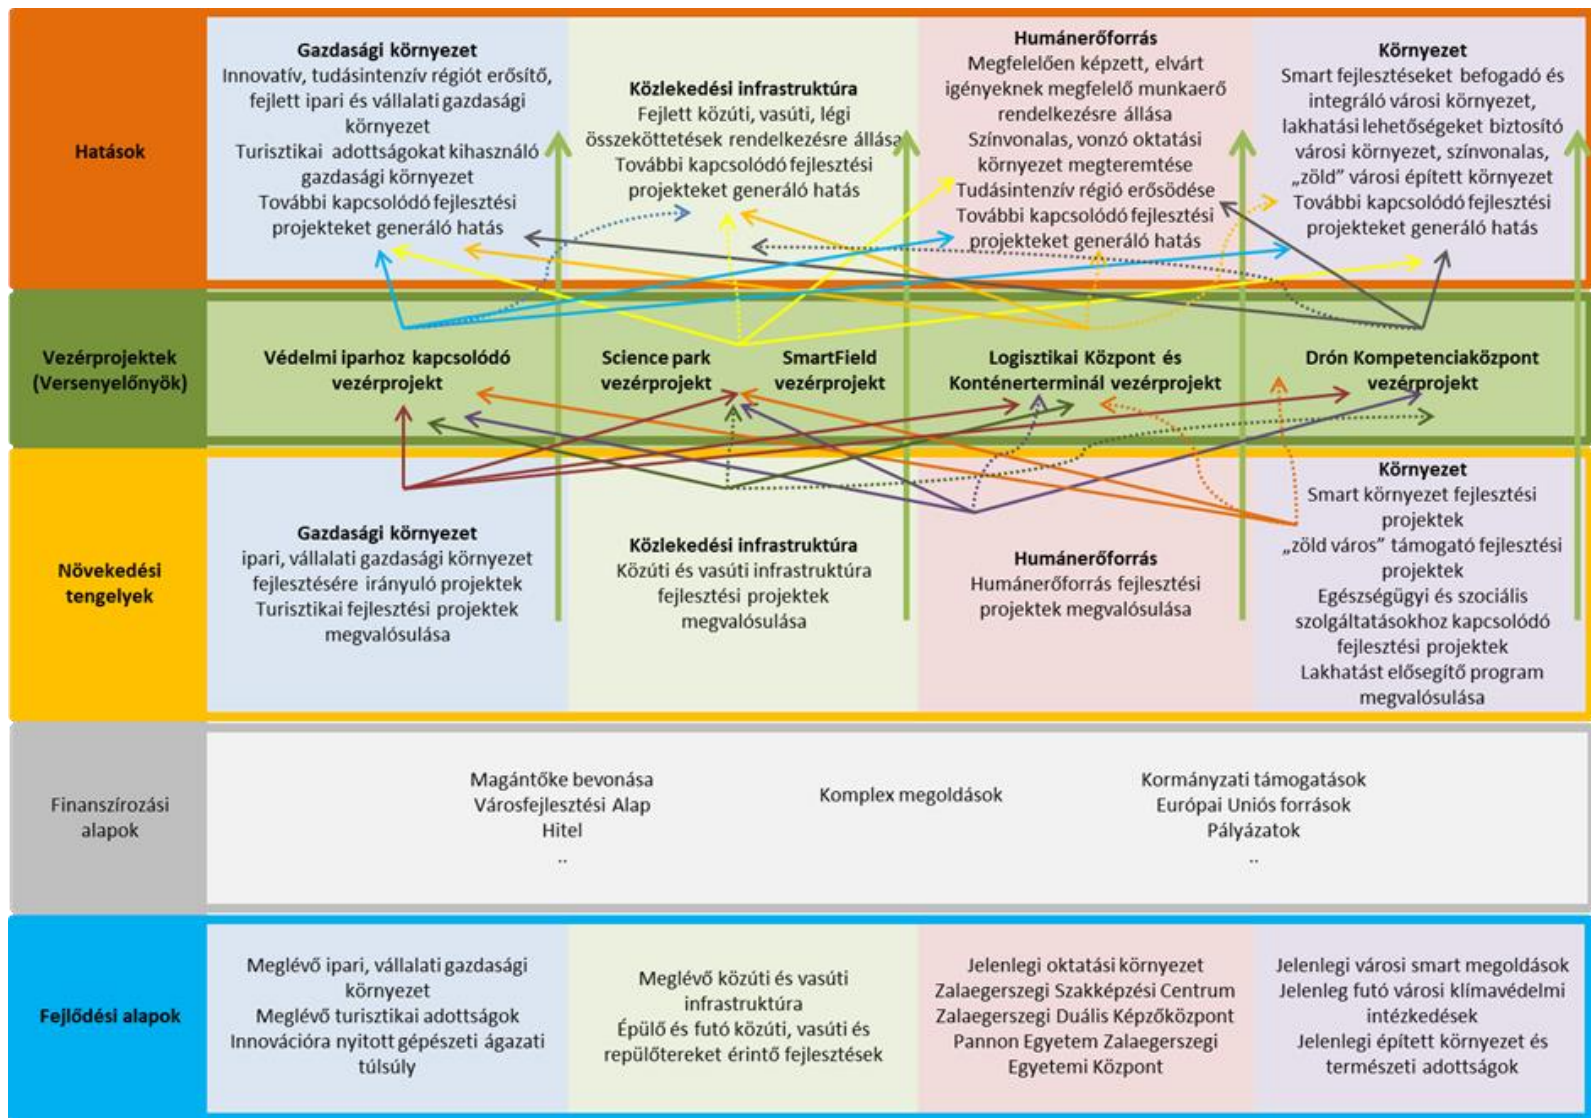 Hatások
Gazdasági környezet
Innovatív, tudásintenzív régiót erősítő,
fejlett ipari és vállalati gazdasági
környezet
Turisztikai adottságokat kihasználó
gazdasági környezet
További kapcsolódó fejlesztési
projekteket generáló hatás
Közlekedési infrastruktúra
Fejlett közúti, vasúti, légi
összeköttetések rendelkezésre állása
További kapcsolódó fejlesztési
projekteket generáló hatás
Humánerőforrás
Megfelelően képzett, elvárt
igényeknek megfelelő munkaerő
rendelkezésre állása
Színvonalas, vonzó oktatási
környezet megteremtése
Tudásintenzív régió erősödése
További kapcsolódó fejlesztési
projekteket generáló hatás
Környezet
Smart fejlesztéseket befogadó és
integráló városi környezet,
lakhatási lehetőségeket biztosító
városi környezet, színvonalas,
„zöld” városi épített környezet
További kapcsolódó fejlesztési
projekteket generáló hatás
Vezérprojektek
(Versenyelőnyök)
Védelmi iparhoz kapcsolódó
vezérprojekt
Science park
vezérprojekt
SmartField
vezérprojekt
Logisztikai Központ és
Konténerterminál vezérprojekt
Drón Kompetenciaközpont
vezérprojekt
Növekedési
tengelyek
Gazdasági környezet
ipari, vállalati gazdasági környezet
fejlesztésére irányuló projektek
Turisztikai fejlesztési projektek
megvalósulása
Közlekedési infrastruktúra
Közúti és vasúti infrastruktúra
fejlesztési projektek
megvalósulása
Humánerőforrás
Humánerőforrás fejlesztési
projektek megvalósulása
Környezet
Smart környezet fejlesztési
projektek
„zöld város” támogató fejlesztési
projektek
Egészségügyi és szociális
szolgáltatásokhoz kapcsolódó
fejlesztési projektek
Lakhatást elősegítő program
megvalósulása
Finanszírozási
alapok
Magántőke bevonása
Városfejlesztési Alap
Hitel
..
Komplex megoldások
Kormányzati támogatások
Európai Uniós források
Pályázatok
..
Fejlődési alapok
Meglévő ipari, vállalati gazdasági
környezet
Meglévő turisztikai adottságok
Innovációra nyitott gépészeti ágazati
túlsúly
Meglévő közúti és vasúti
infrastruktúra
Épülő és futó közúti, vasúti és
repülőtereket érintő fejlesztések
Jelenlegi oktatási környezet
Zalaegerszegi Szakképzési Centrum
Zalaegerszegi Duális Képzőközpont
Pannon Egyetem Zalaegerszegi
Egyetemi Központ
Jelenlegi városi smart megoldások
Jelenleg futó városi klímavédelmi
intézkedések
Jelenlegi épített környezet és
természeti adottságok